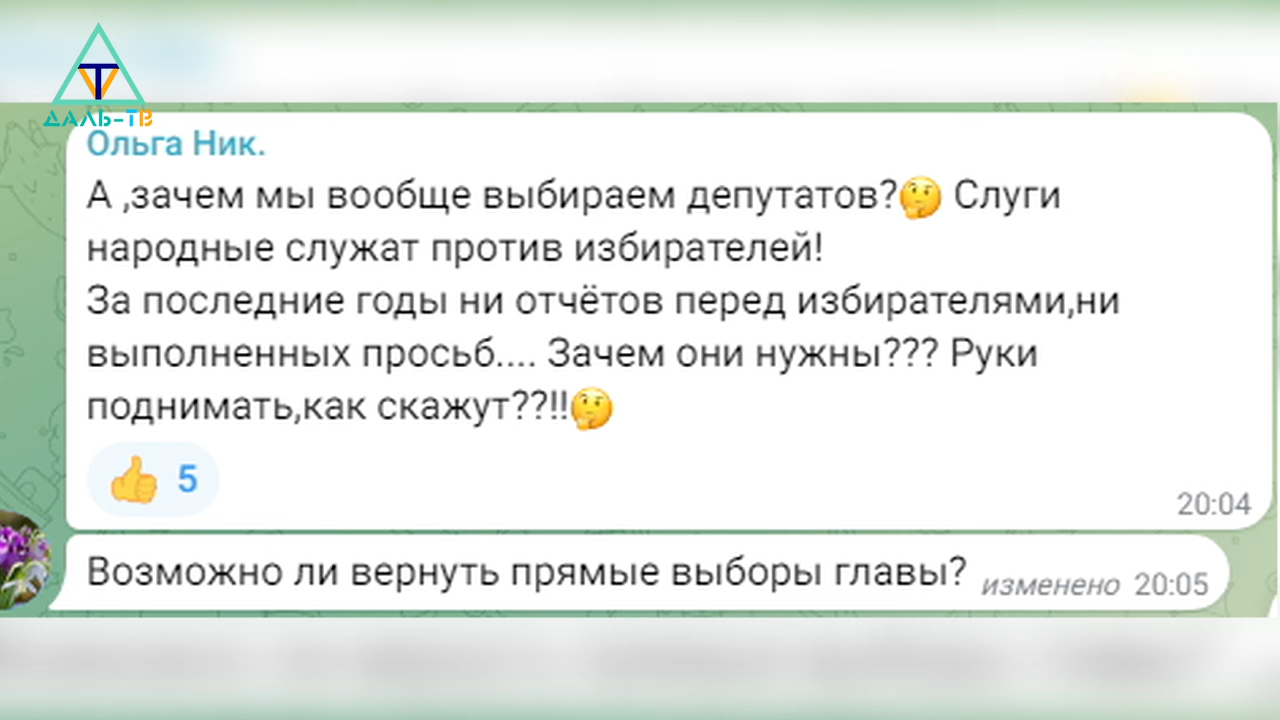 ДАЛЬ-ТВ
Ольга Ник.
А ,зачем мы вообще выбираем депутатов?🤔 Слуги
народные служат против избирателей!
За последние годы ни отчётов перед избирателями,ни
выполненных просьб.... Зачем они нужны??? Руки
поднимать,как скажут??!!🤔
👍 5
20:04
Возможно ли вернуть прямые выборы главы? изменено 20:05